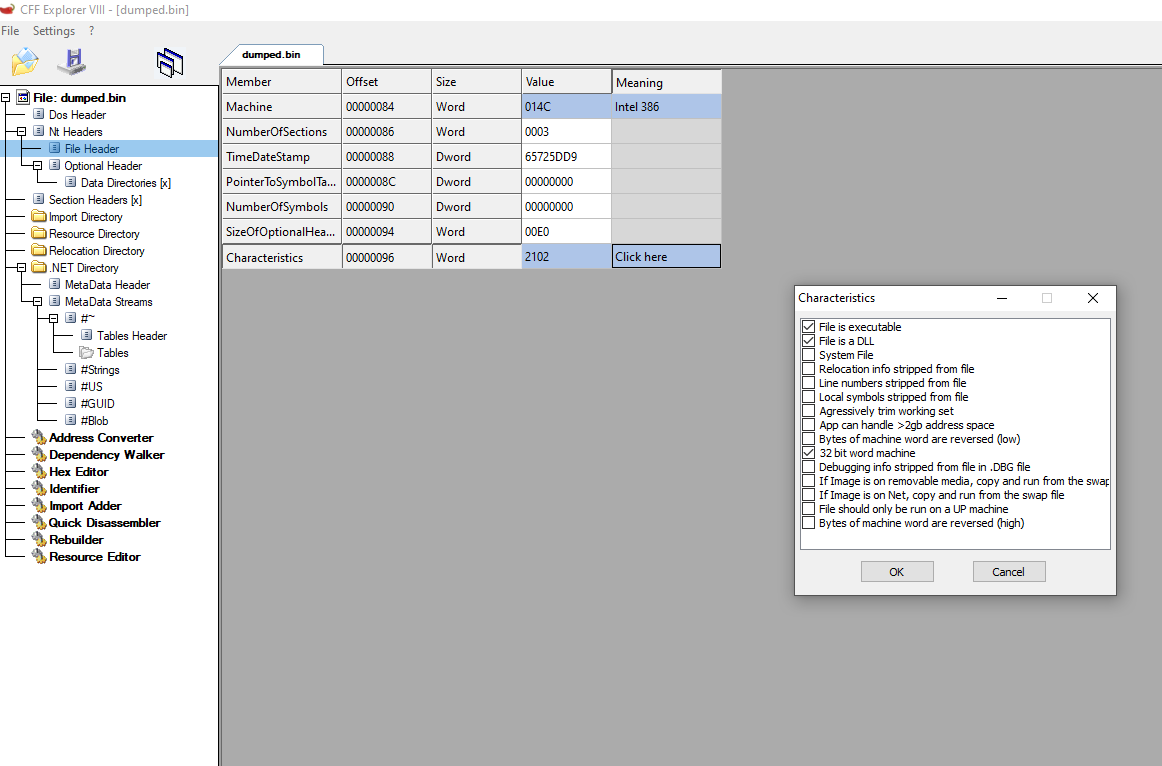 CFF Explorer VIII - [dumped.bin]
File Settings ?
dumped.bin
File: dumped.bin
Dos Header
Nt Headers
File Header
Optional Header
Data Directories [x]
Section Headers [x]
Import Directory
Resource Directory
Relocation Directory
.NET Directory
MetaData Header
MetaData Streams
#~
Tables Header
Tables
#Strings
#US
#GUID
#Blob
Address Converter
Dependency Walker
Hex Editor
Identifier
Import Adder
Quick Disassembler
Rebuilder
Resource Editor
Member Offset Size Value Meaning
Machine 00000084 Word 014C Intel 386
NumberOfSections 00000086 Word 0003
TimeDateStamp 00000088 Dword 65725DD9
PointerToSymbolTa... 0000008C Dword 00000000
NumberOfSymbols 00000090 Dword 00000000
SizeOfOptionalHea... 00000094 Word 00E0
Characteristics 00000096 Word 2102 Click here
Characteristics
File is executable
File is a DLL
System File
Relocation info stripped from file
Line numbers stripped from file
Local symbols stripped from file
Agressively trim working set
App can handle >2gb address space
Bytes of machine word are reversed (low)
32 bit word machine
Debugging info stripped from file in .DBG file
If Image is on removable media, copy and run from the swap
If Image is on Net, copy and run from the swap file
File should only be run on a UP machine
Bytes of machine word are reversed (high)
OK Cancel